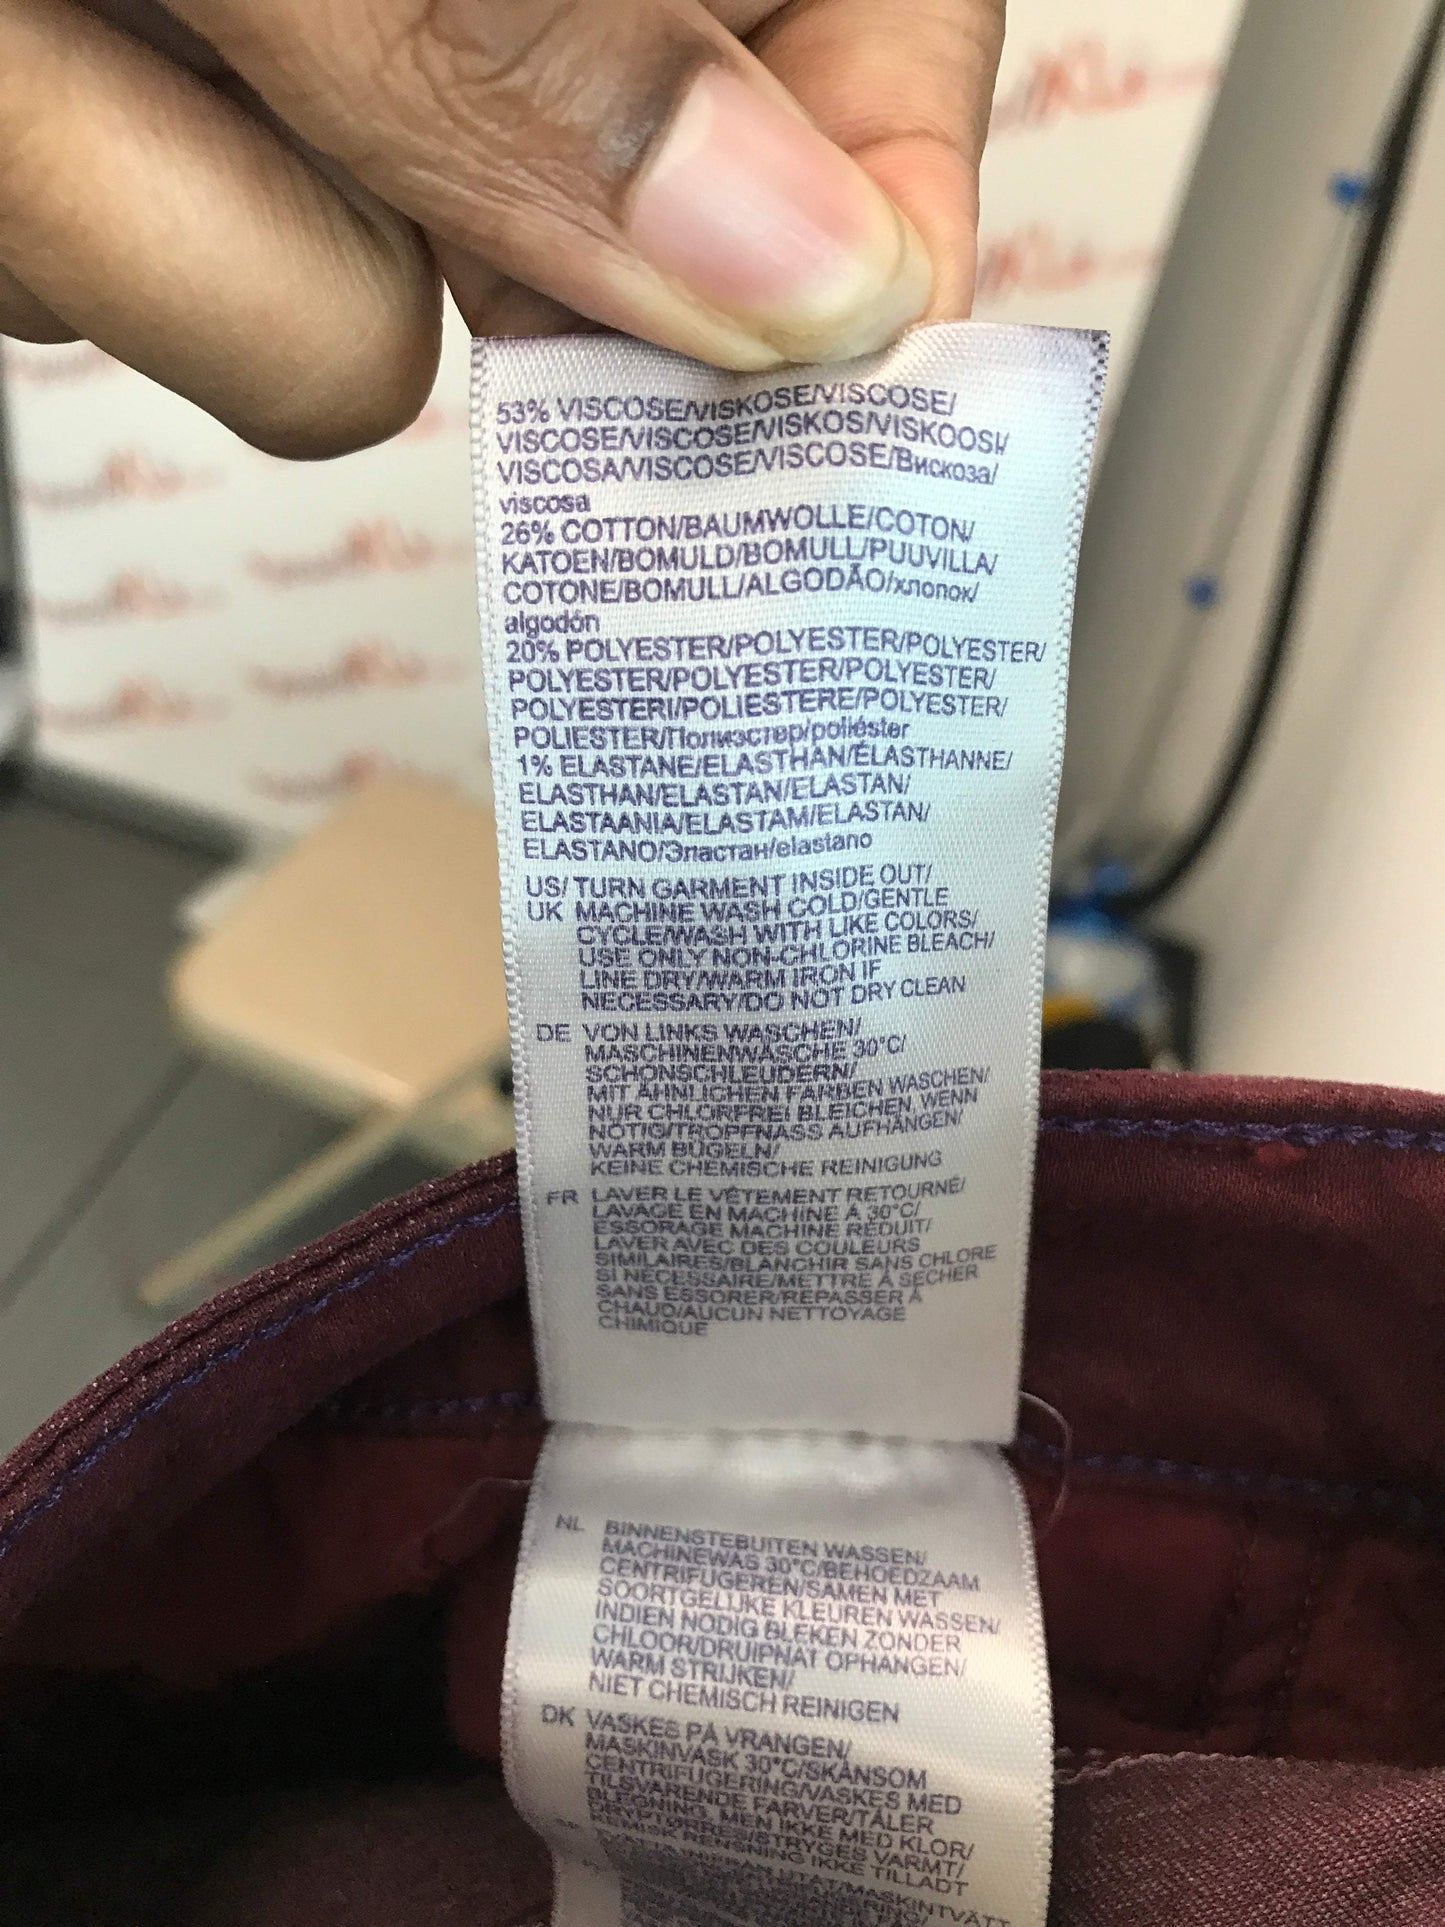 53% VISCOSE/VISKOSE/VISCOSE/
VISCOSE/VISCOSE/VISKOS/VISKOOSI/
VISCOSA/VISCOSE/VISCOSE/Вискоза/
viscosa
26% COTTON/BAUMWOLLE/COTON/
KATOEN/BOMULD/BOMULL/PUUVILLA/
COTONE/BOMULL/ALGODÃO/хлопок/
algodón
20% POLYESTER/POLYESTER/POLYESTER/
POLYESTER/POLYESTER/POLYESTER/
POLYESTERI/POLIESTERE/POLYESTER/
POLIESTER/Полиэстер/poliéster
1% ELASTANE/ELASTHAN/ÉLASTHANNE/
ELASTHAN/ELASTAN/ELASTAN/
ELASTAANIA/ELASTAM/ELASTAN/
ELASTANO/Эластан/elastano
US/ TURN GARMENT INSIDE OUT/
UK MACHINE WASH COLD/GENTLE
CYCLE/WASH WITH LIKE COLORS/
USE ONLY NON-CHLORINE BLEACH/
LINE DRY/WARM IRON IF
NECESSARY/DO NOT DRY CLEAN
DE VON LINKS WASCHEN/
MASCHINENWÄSCHE 30°C/
SCHONSCHLEUDERN/
MIT ÄHNLICHEN FARBEN WASCHEN/
NUR CHLORFREI BLEICHEN, WENN
NÖTIG/TROPFNASS AUFHÄNGEN/
WARM BÜGELN/
KEINE CHEMISCHE REINIGUNG
FR LAVER LE VÊTEMENT RETOURNÉ/
LAVAGE EN MACHINE À 30°C/
ESSORAGE MACHINE RÉDUIT/
LAVER AVEC DES COULEURS
SIMILAIRES/BLANCHIR SANS CHLORE
SI NÉCESSAIRE/METTRE À SÉCHER
SANS ESSORER/REPASSER À
CHAUD/AUCUN NETTOYAGE
CHIMIQUE
NL BINNENSTEBUITEN WASSEN/
MACHINEWAS 30°C/BEHOEDZAAM
CENTRIFUGEREN/SAMEN MET
SOORTGELIJKE KLEUREN WASSEN/
INDIEN NODIG BLEKEN ZONDER
CHLOOR/DRUIPNAT OPHANGEN/
WARM STRIJKEN/
NIET CHEMISCH REINIGEN
DK VASKES PÅ VRANGEN/
MASKINVASK 30°C/SKÅNSOM
CENTRIFUGERING/VASKES MED
TILSVARENDE FARVER/TÅLER
BLEGNING, MEN IKKE MED KLOR/
DRYPTØRRES/STRYGES VARMT/
KEMISK RENSNING IKKE TILLADT